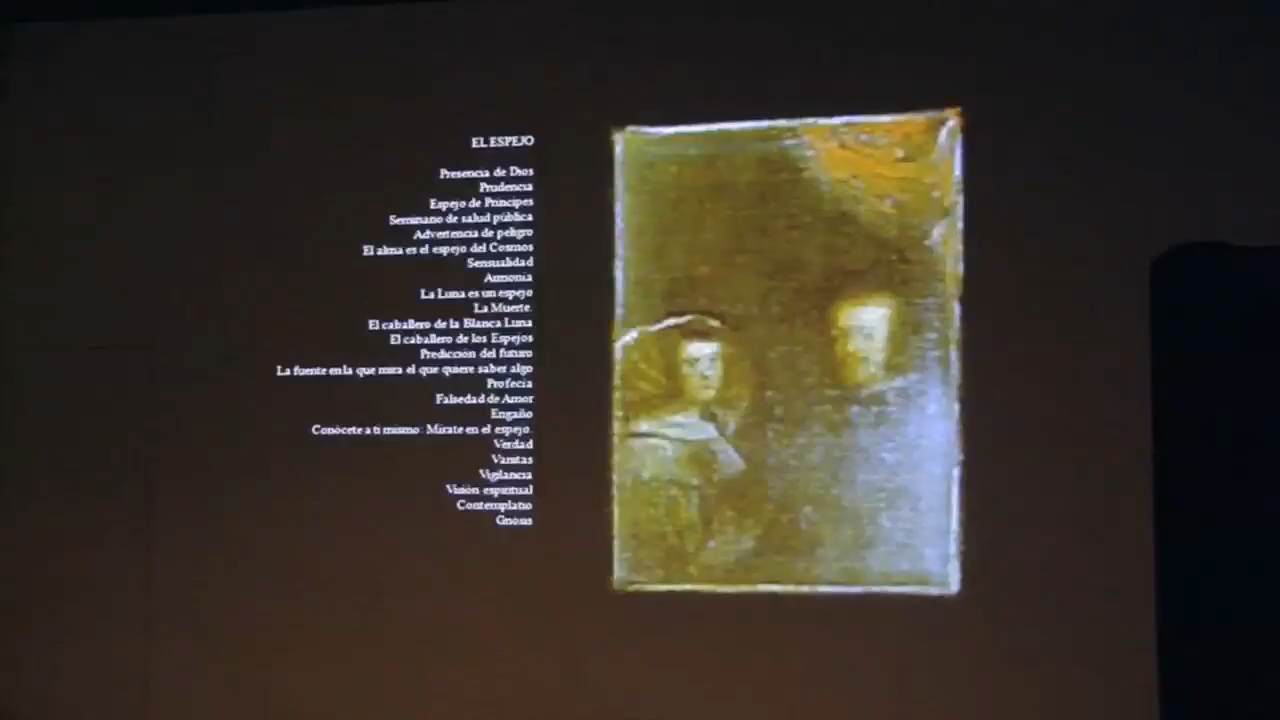 EL ESPEJO
Presencia de Dios
Prudencia
Espejo de Principes
Seminario de salud pública
Advertencia de peligro
El alma es el espejo del Cosmos
Sensualidad
Armonia
La Luna es un espejo
La Muerte.
El caballero de la Blanca Luna
El caballero de los Espejos
Predicción del futuro
La fuente en la que mira el que quiere saber algo
Profecía
Falsedad de Amor
Engaño
Conócete a ti mismo: Mírate en el espejo.
Verdad
Vanitas
Vigilancia
Visión espiritual
Contemplatio
Gnosis